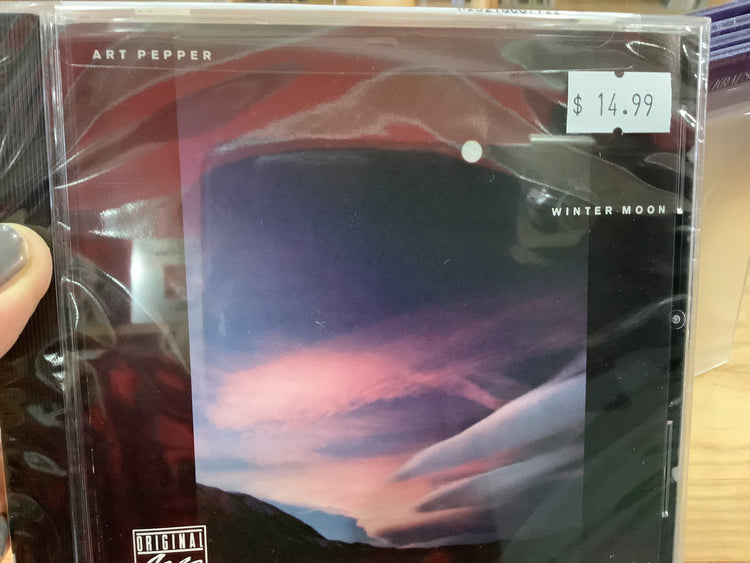 ART PEPPER
$ 14.99
WINTER MOON
ORIGINAL